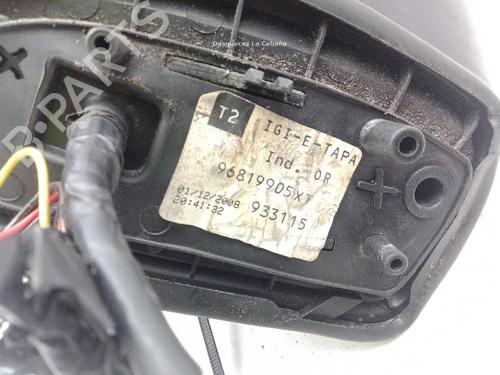 Desguaces La Cabaña
T2
IGI-E-TAPA
Ind. 0R
96819905XT
01/12/2008
20:41:32
933115